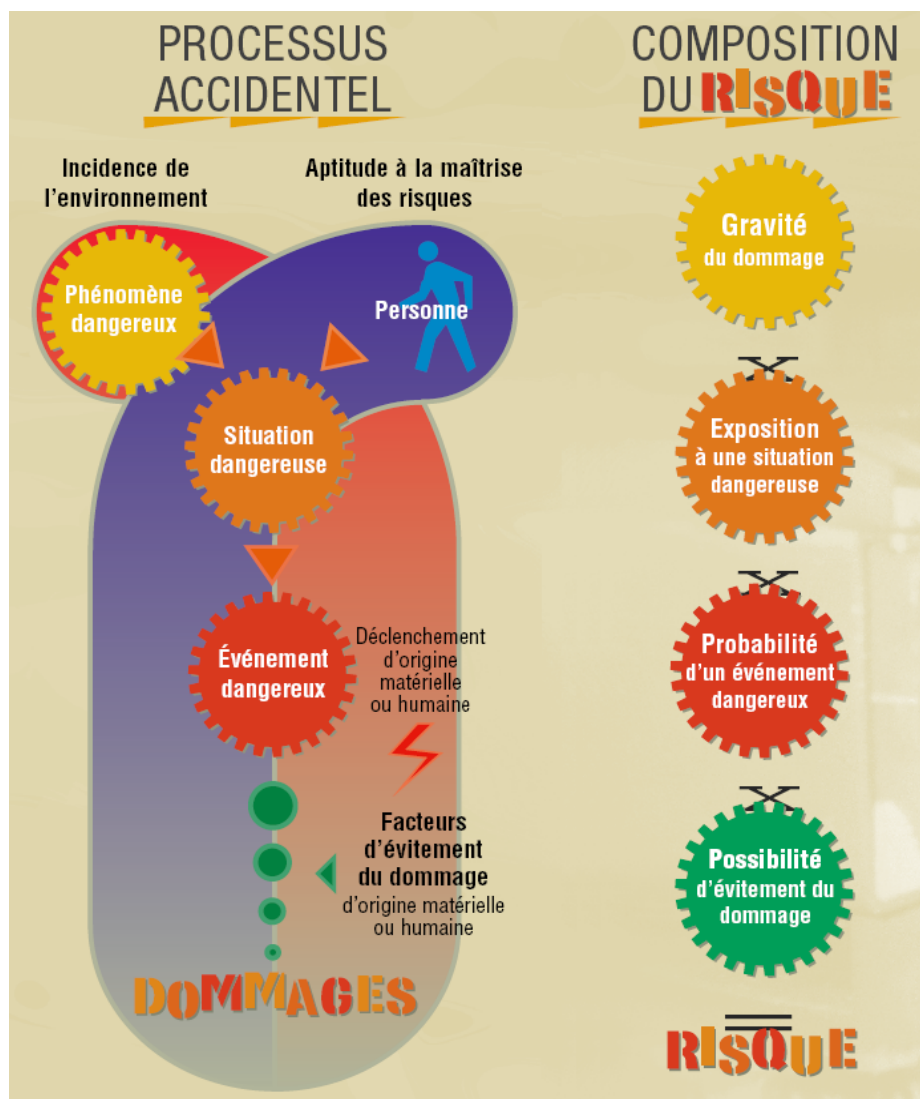 PROCESSUS
ACCIDENTEL
Incidence de
l'environnement
Aptitude à la maîtrise
des risques
Phénomène
dangereux
Personne
Situation
dangereuse
Événement
dangereux
Déclenchement
d'origine
matérielle
ou humaine
Facteurs
d'évitement
du dommage
d'origine matérielle
ou humaine
DOMMAGES
COMPOSITION
DU RISQUE
Gravité
du dommage
X
Exposition
à une situation
dangereuse
X
Probabilité
d'un événement
dangereux
X
Possibilité
d'évitement du
dommage
=
RISQUE